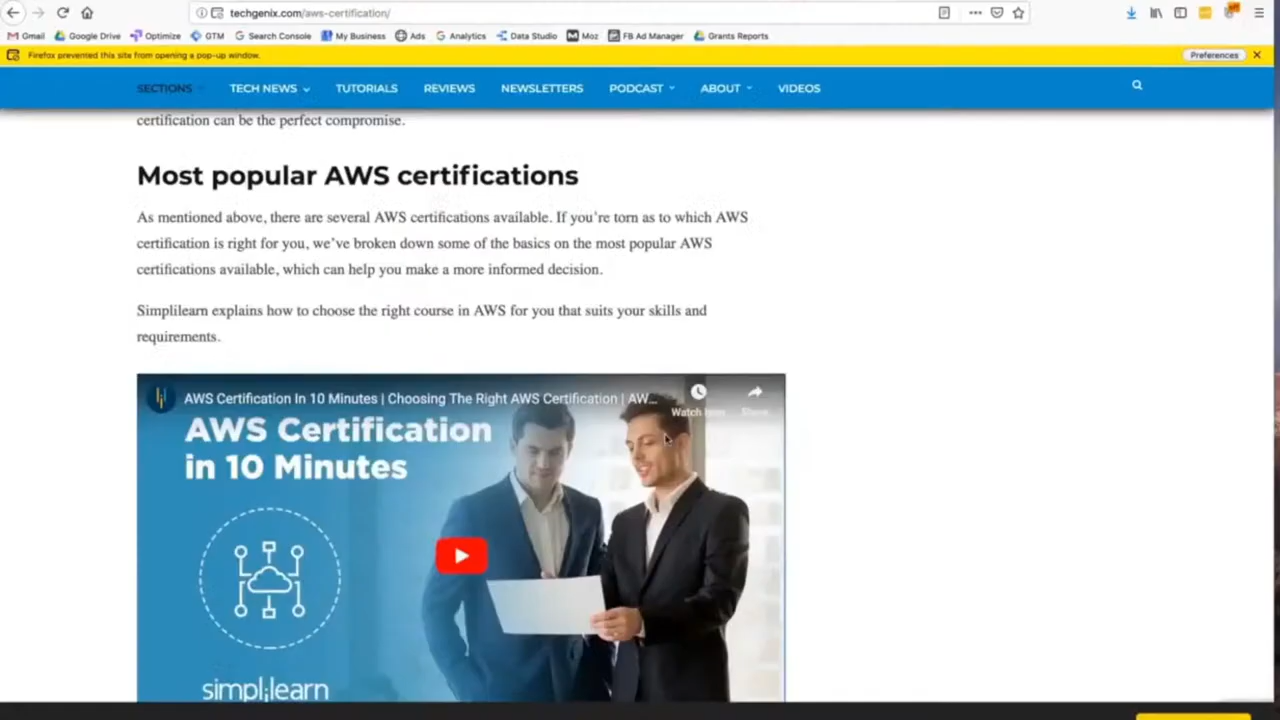 techgenix.com/aws-certification/
Gmail Google Drive Optimize GTM Search Console My Business Ads Analytics Data Studio Moz FB Ad Manager Grants Reports
Firefox prevented this site from opening a pop-up window. Preferences
SECTIONS TECH NEWS TUTORIALS REVIEWS NEWSLETTERS PODCAST ABOUT VIDEOS
certification can be the perfect compromise.
Most popular AWS certifications
As mentioned above, there are several AWS certifications available. If you’re torn as to which AWS
certification is right for you, we’ve broken down some of the basics on the most popular AWS
certifications available, which can help you make a more informed decision.
Simplilearn explains how to choose the right course in AWS for you that suits your skills and
requirements.
AWS Certification In 10 Minutes | Choosing The Right AWS Certification | AW...
Watch later Share
AWS Certification
in 10 Minutes
simplilearn